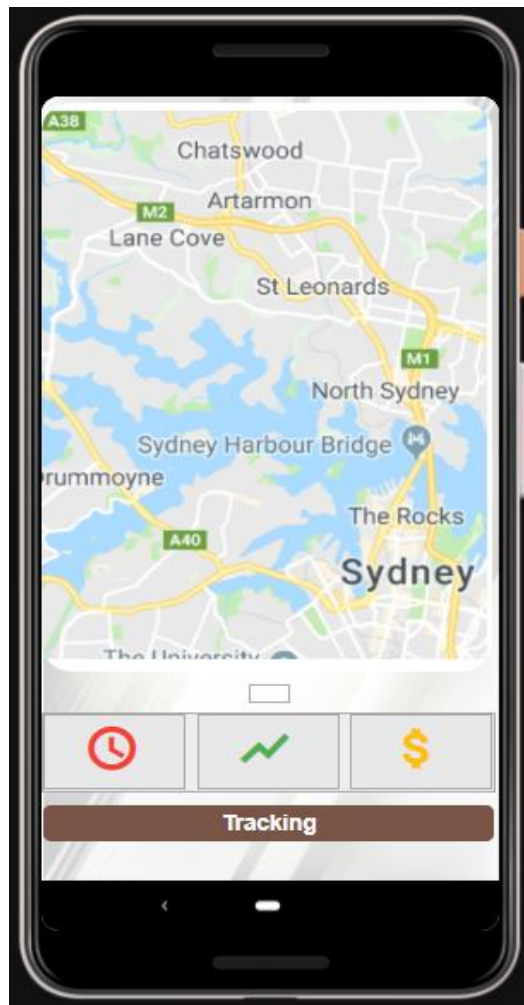 A38
Chatswood
M2
Artarmon
Lane Cove
St Leonards
M1
North Sydney
Sydney Harbour Bridge
rummoyne
The Rocks
A40
Sydney
The University
$
Tracking